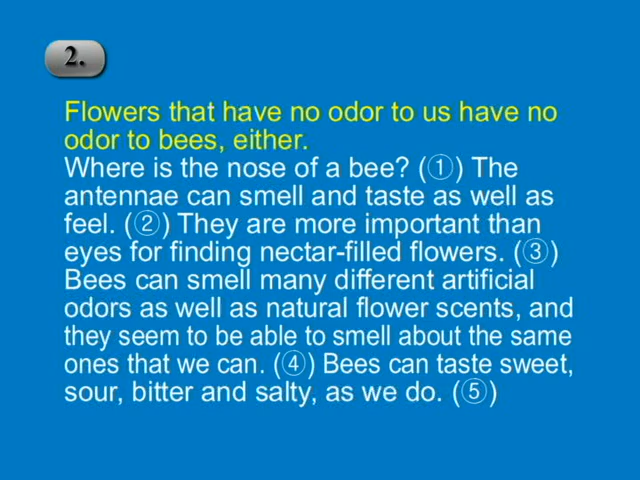 2.
Flowers that have no odor to us have no
odor to bees, either.
Where is the nose of a bee? (①) The
antennae can smell and taste as well as
feel. (②) They are more important than
eyes for finding nectar-filled flowers. (③)
Bees can smell many different artificial
odors as well as natural flower scents, and
they seem to be able to smell about the same
ones that we can. (④) Bees can taste sweet,
sour, bitter and salty, as we do. (⑤)